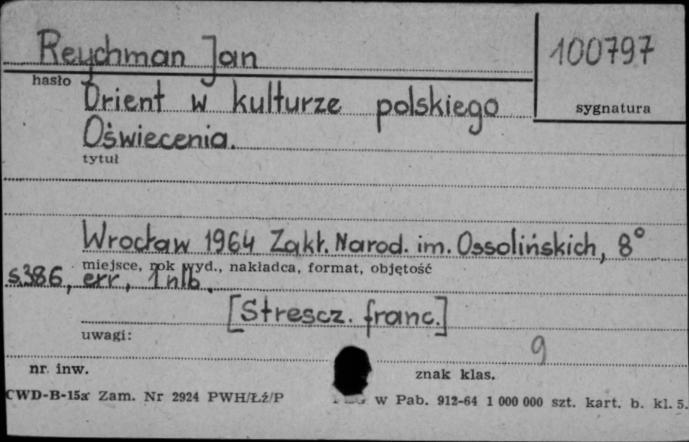 Reychman Jan
100797
hasło
sygnatura
Orient w kulturze polskiego
Oświecenia.
tytuł
Wrocław 1964 Zakł. Narod. im. Ossolińskich, 8°
miejsce, rok wyd., nakładca, format, objętość
s.386, err, 1 nlb.
[Streszcz. franc.]
uwagi:
9
nr. inw.
znak klas.
CWD-B-15a Zam. Nr 2924 PWH/Łź/P
w Pab. 912-64 1 000 000 szt. kart. b. kl. 5.